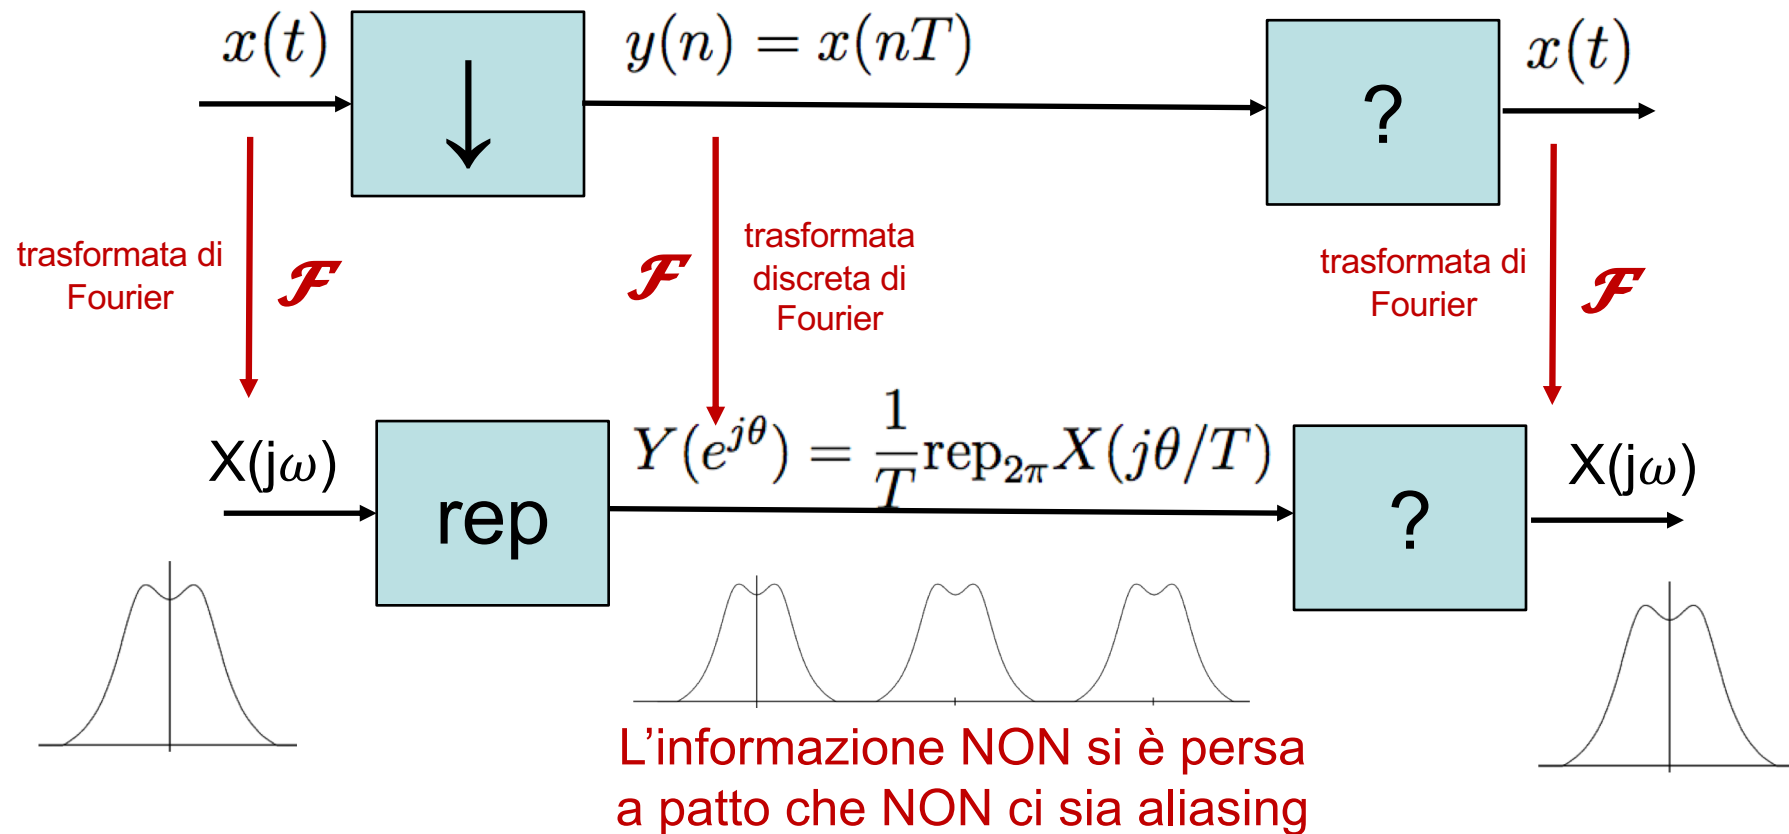 x(t)
↓
y(n) = x(nT)
?
x(t)
trasformata di
Fourier
ℱ
ℱ
trasformata
discreta di
Fourier
trasformata di
Fourier
ℱ
X(jω)
rep
Y(e^{jθ}) = \frac{1}{T} rep_{2π} X(jθ/T)
?
X(jω)
L'informazione NON si è persa
a patto che NON ci sia aliasing